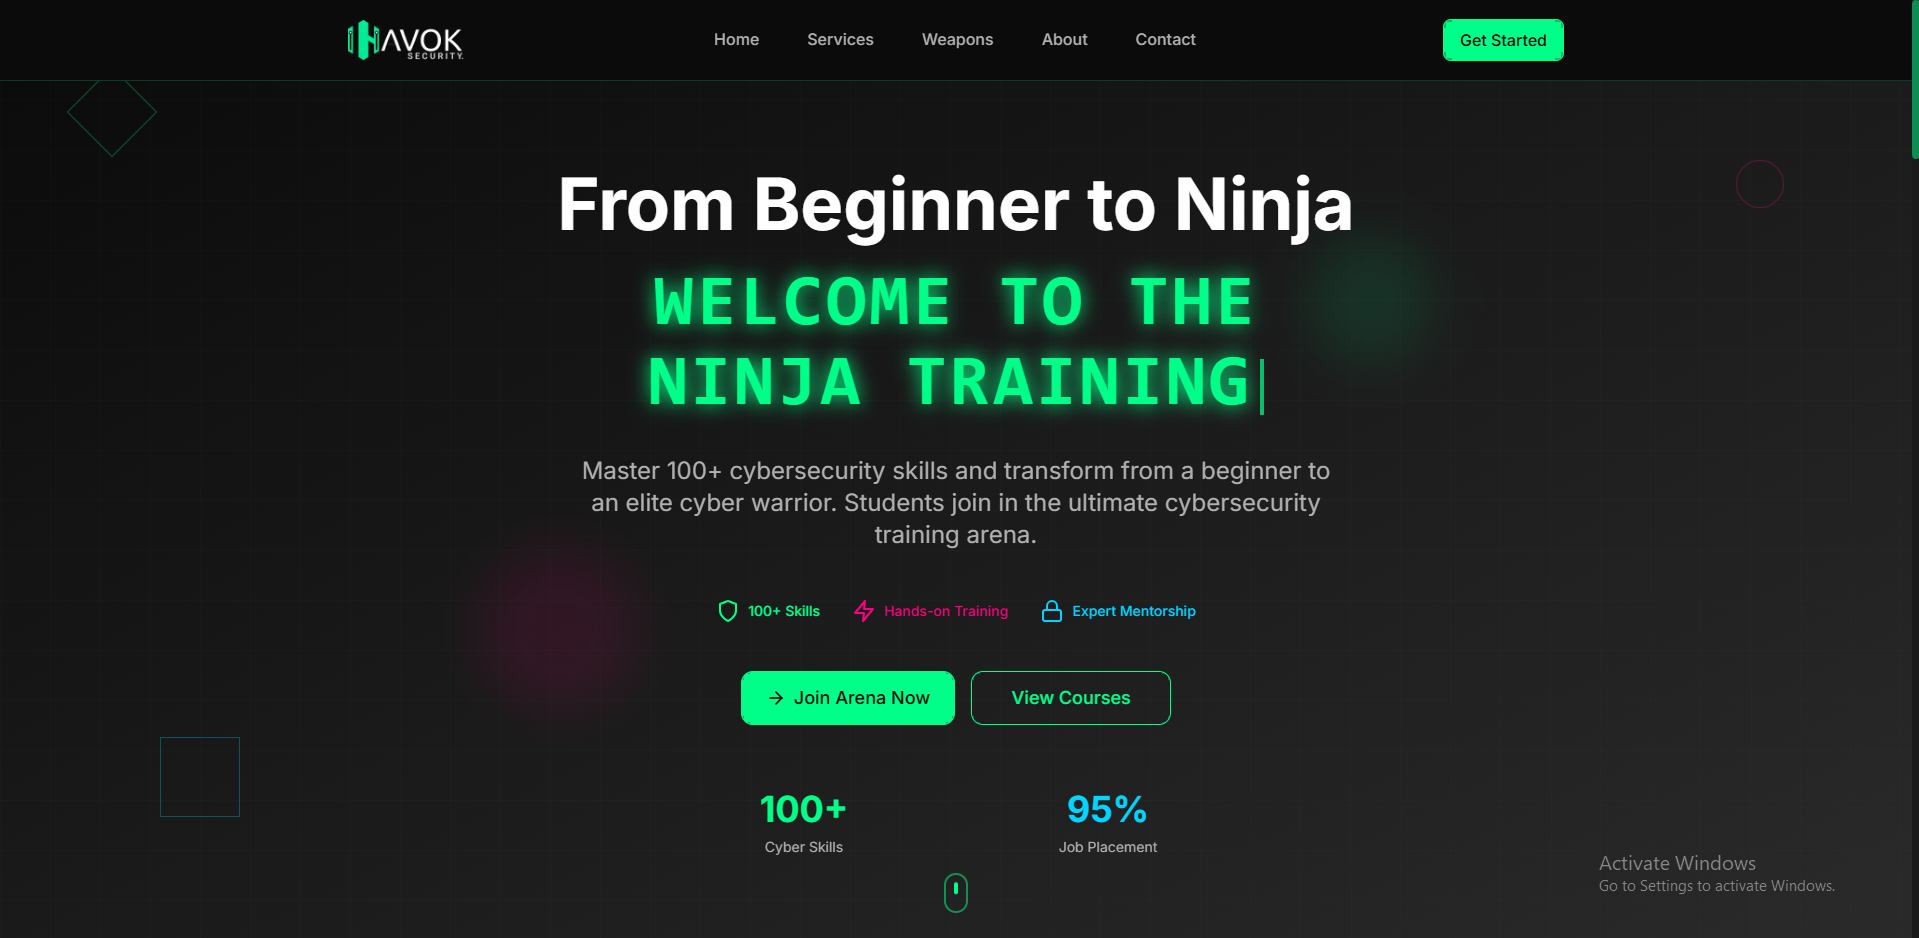 HAVOK
SECURITY.
Home
Services
Weapons
About
Contact
Get Started
From Beginner to Ninja
WELCOME TO THE
NINJA TRAINING
Master 100+ cybersecurity skills and transform from a beginner to
an elite cyber warrior. Students join in the ultimate cybersecurity
training arena.
100+ Skills
Hands-on Training
Expert Mentorship
Join Arena Now
View Courses
100+
Cyber Skills
95%
Job Placement
Activate Windows
Go to Settings to activate Windows.